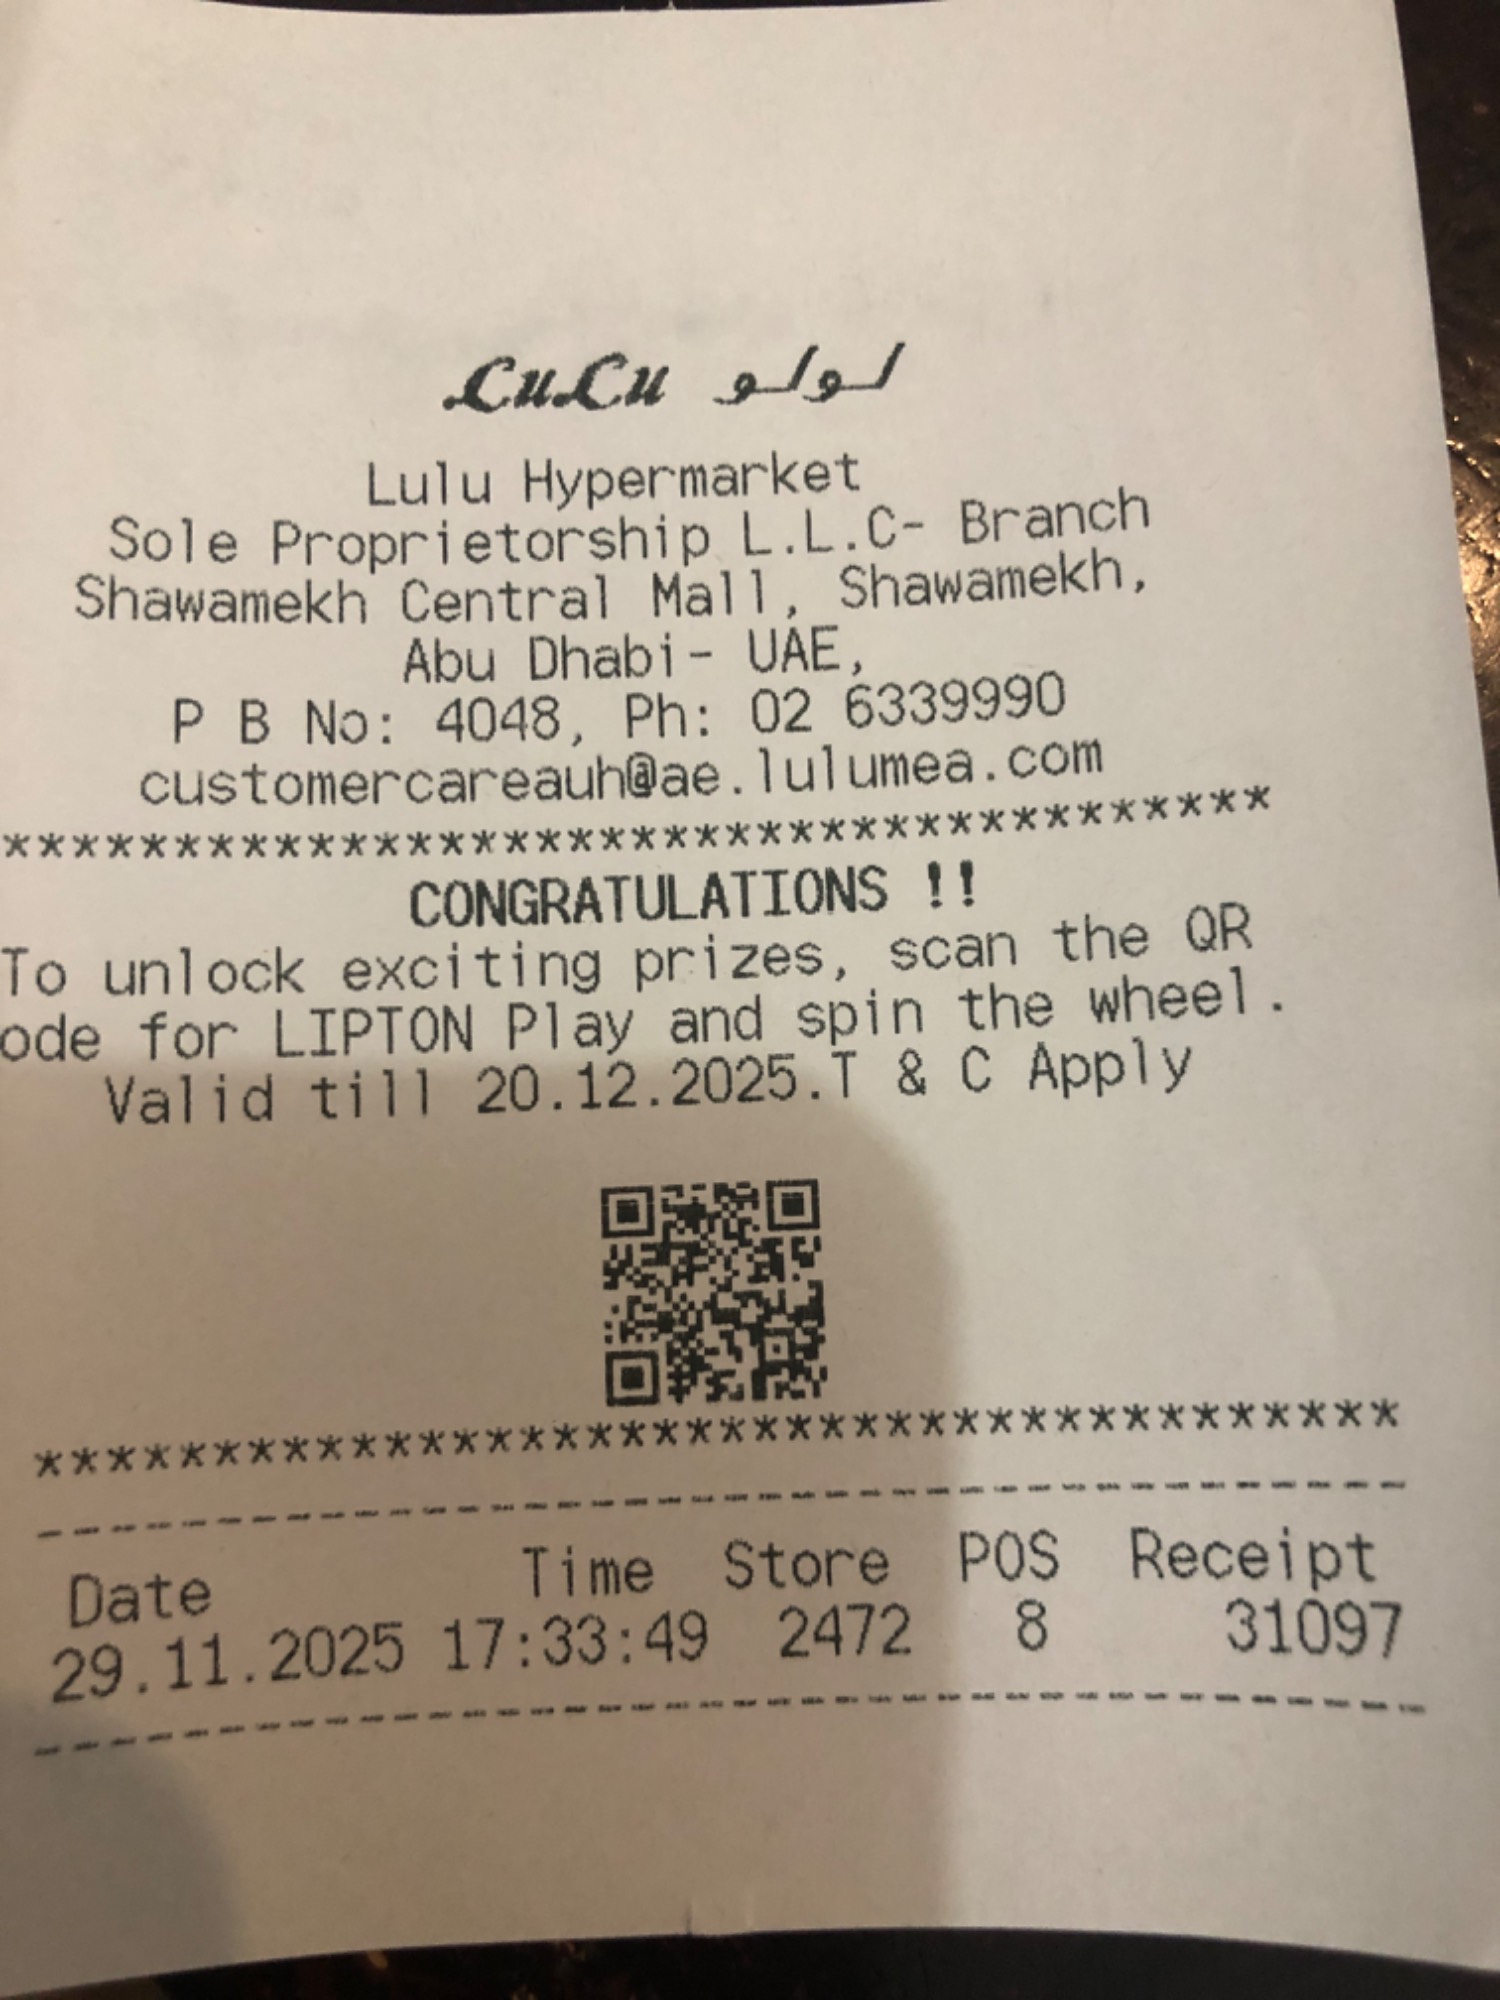 LuLu لولو
Lulu Hypermarket
Sole Proprietorship L.L.C- Branch
Shawamekh Central Mall, Shawamekh,
Abu Dhabi- UAE,
P B No: 4048, Ph: 02 6339990
customercareauh@ae.lulumea.com
**************************************
CONGRATULATIONS !!
To unlock exciting prizes, scan the QR
ode for LIPTON Play and spin the wheel.
Valid till 20.12.2025.T & C Apply
*****************************************
-----------------------------------------
Date Time Store POS Receipt
29.11.2025 17:33:49 2472 8 31097
-----------------------------------------